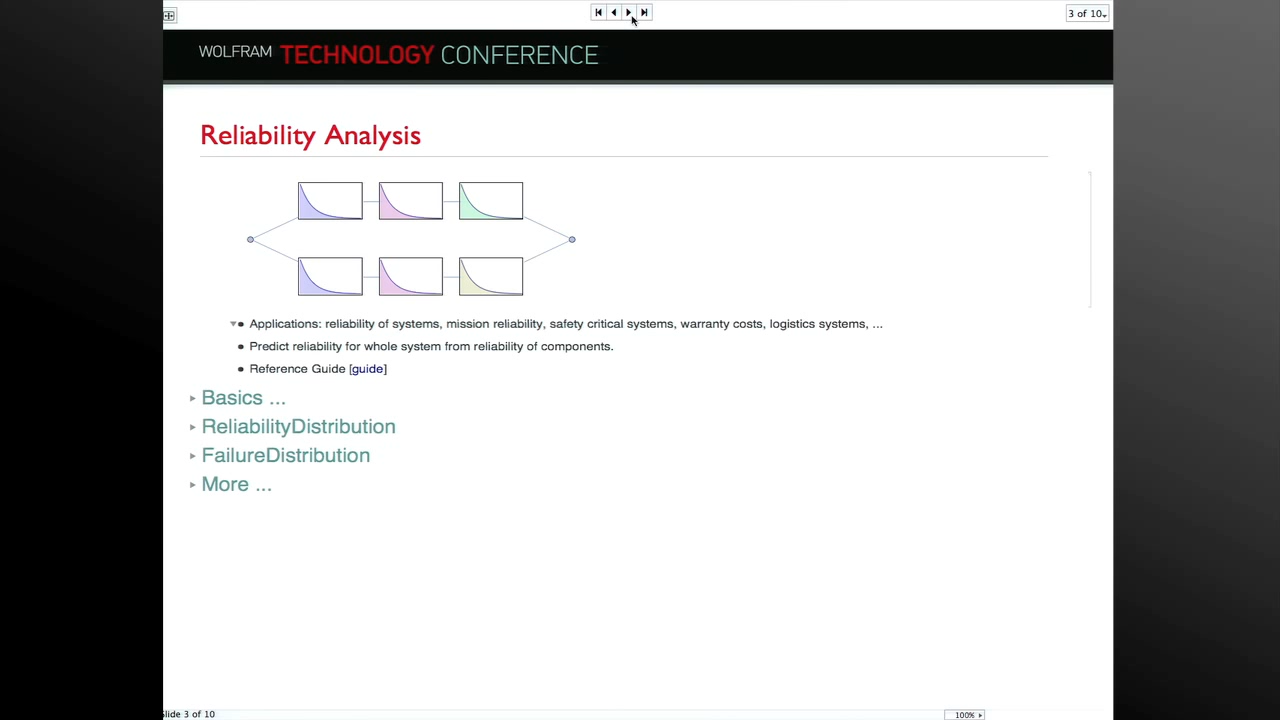 3 of 10
WOLFRAM TECHNOLOGY CONFERENCE
Reliability Analysis
Applications: reliability of systems, mission reliability, safety critical systems, warranty costs, logistics systems, ...
Predict reliability for whole system from reliability of components.
Reference Guide [guide]
Basics ...
ReliabilityDistribution
FailureDistribution
More ...
Slide 3 of 10
100%